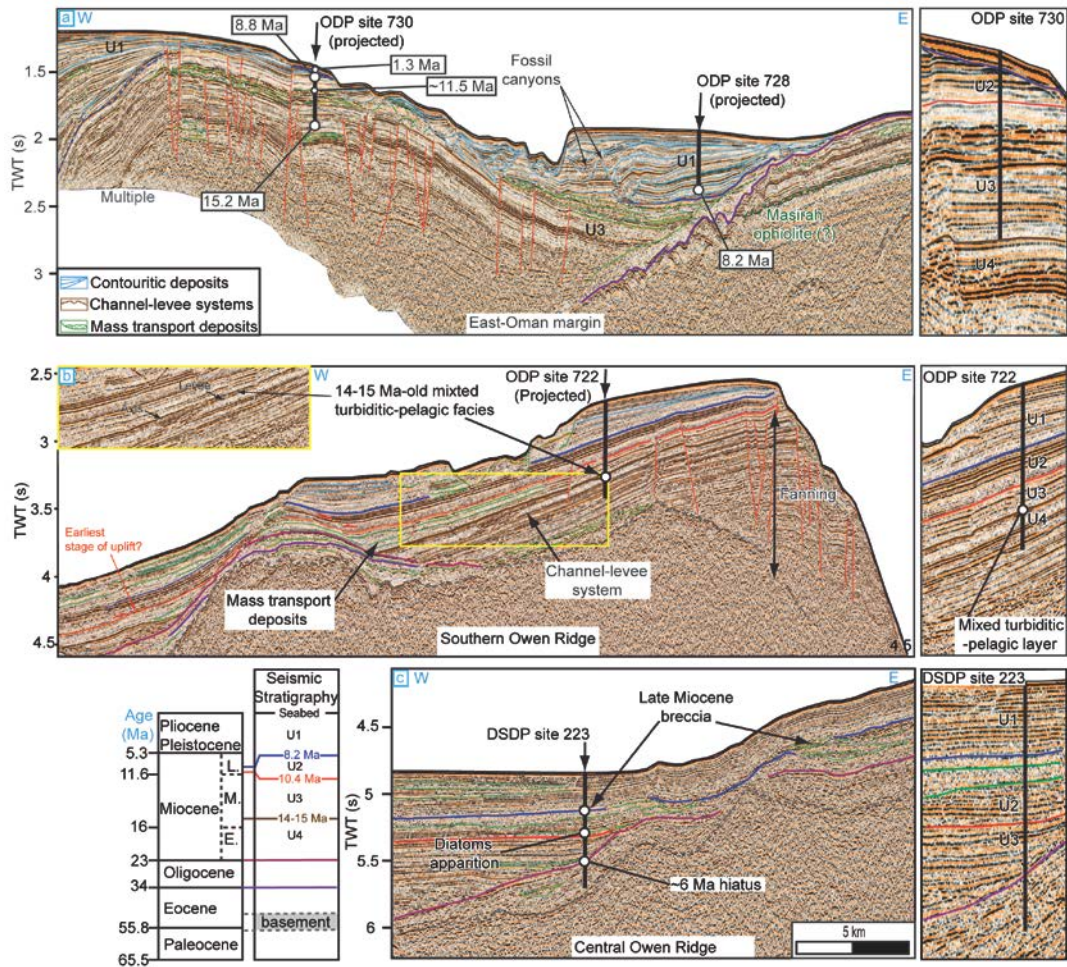 a W
ODP site 730
(projected)
E
ODP site 730
8.8 Ma
U1
1.3 Ma
~11.5 Ma
Fossil
canyons
ODP site 728
(projected)
U2
TWT (s)
1.5
2
2.5
3
U1
U3
Multiple
15.2 Ma
U3
Masirah
ophiolite (?)
U4
8.2 Ma
Contouritic deposits
Channel-levee systems
Mass transport deposits
East-Oman margin
b
Levee
Axis
W
14-15 Ma-old mixted
turbiditic-pelagic facies
ODP site 722
(Projected)
E
ODP site 722
TWT (s)
2.5
3
3.5
4
4.5
U1
U2
U3
U4
Fanning
Earliest
stage of uplift?
Channel-levee
system
Mass transport
deposits
Mixed turbiditic
-pelagic layer
Southern Owen Ridge
4.5
Age
(Ma)
Seismic
Stratigraphy
Seabed
Pliocene
Pleistocene
U1
5.3
L.
8.2 Ma
U2
11.6
10.4 Ma
Miocene
M.
U3
14-15 Ma
16
E.
U4
23
Oligocene
34
Eocene
basement
55.8
Paleocene
65.5
c W
E
DSDP site 223
Late Miocene
breccia
DSDP site 223
TWT (s)
4.5
5
5.5
6
U1
U2
U3
Diatoms
apparition
~6 Ma hiatus
5 km
Central Owen Ridge